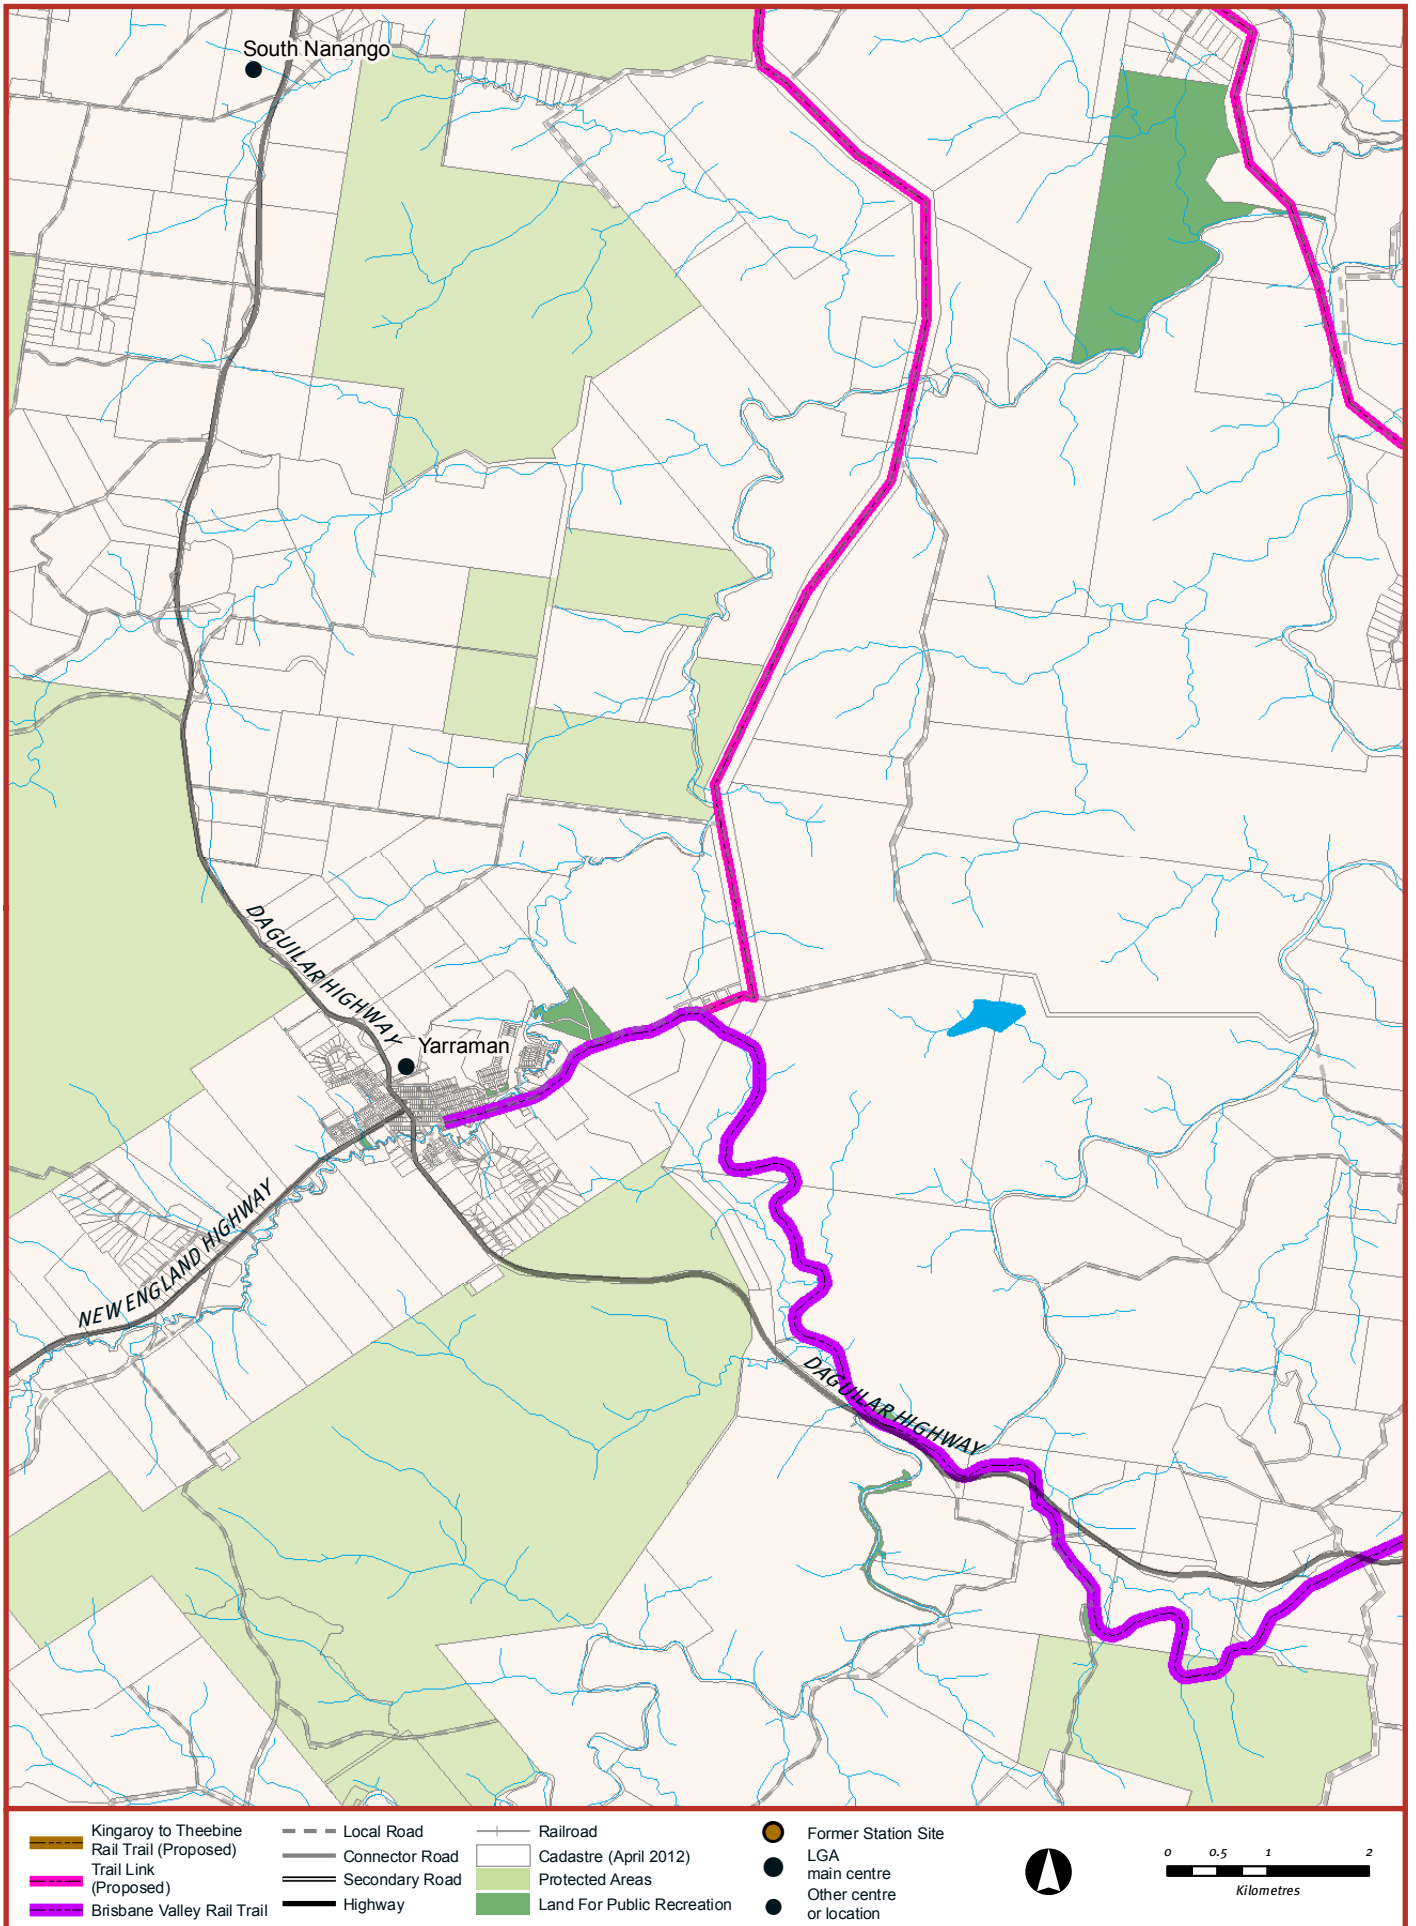 South Nanango
DAGUILAR HIGHWAY
Yarraman
NEW ENGLAND HIGHWAY
DAGUILAR HIGHWAY
Kingaroy to Theebine
Rail Trail (Proposed)
Trail Link
(Proposed)
Brisbane Valley Rail Trail
Local Road
Connector Road
Secondary Road
Highway
Railroad
Cadastre (April 2012)
Protected Areas
Land For Public Recreation
Former Station Site
LGA
main centre
Other centre
or location
0 0.5 1 2
Kilometres